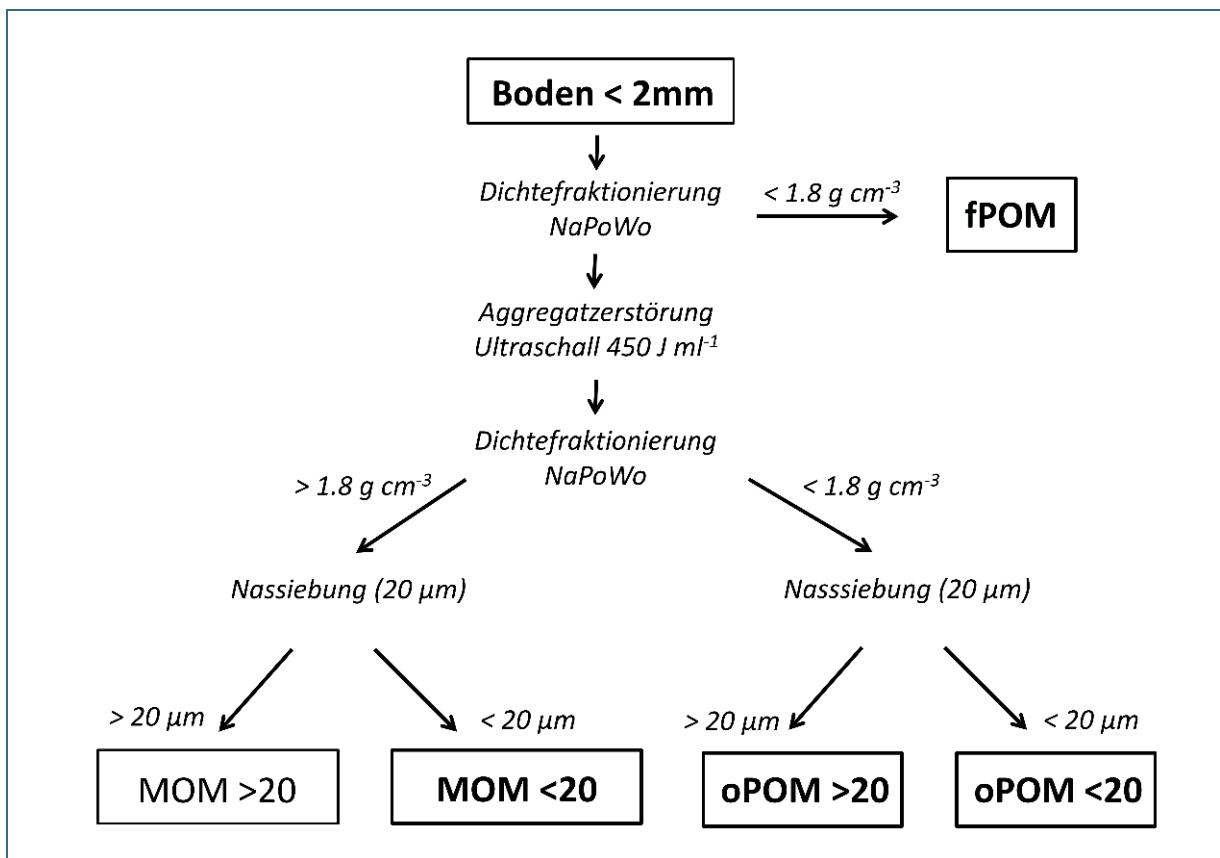 Boden < 2mm
Dichtefraktionierung
NaPoWo
< 1.8 g cm⁻³
fPOM
Aggregatzerstörung
Ultraschall 450 J ml⁻¹
Dichtefraktionierung
NaPoWo
> 1.8 g cm⁻³
< 1.8 g cm⁻³
Nassiebung (20 µm)
Nasssiebung (20 µm)
> 20 µm
< 20 µm
> 20 µm
< 20 µm
MOM >20
MOM <20
oPOM >20
oPOM <20